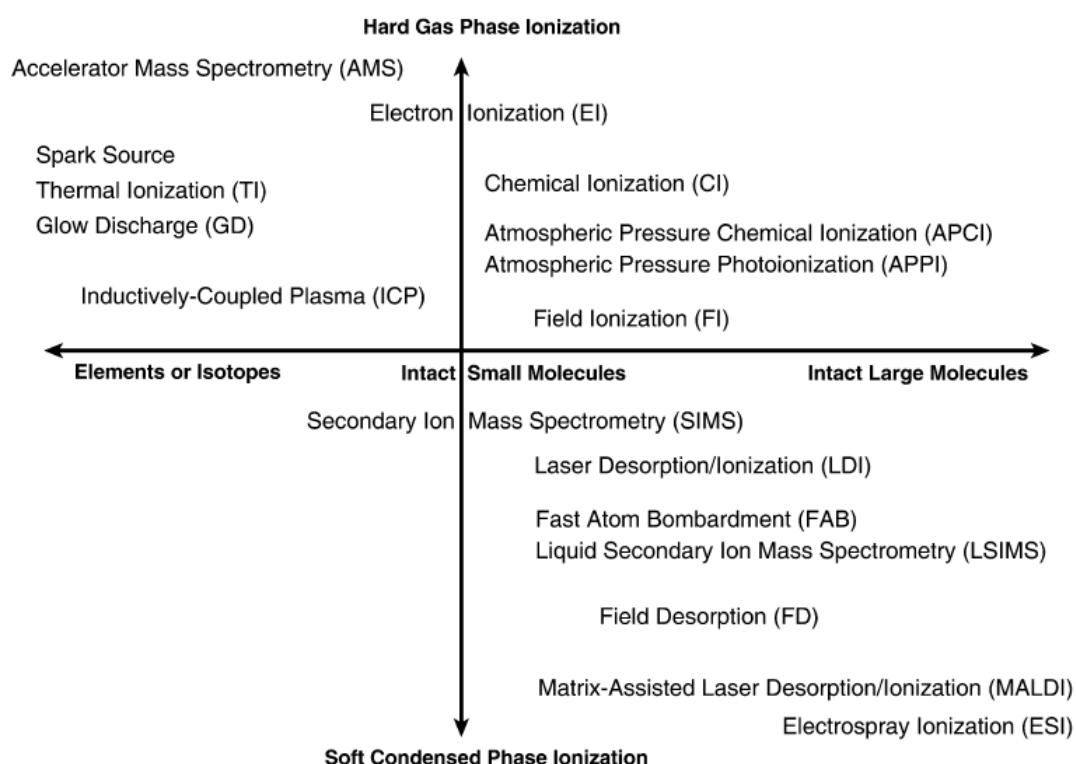 Hard Gas Phase Ionization
Accelerator Mass Spectrometry (AMS)
Electron Ionization (EI)
Spark Source
Thermal Ionization (TI)
Glow Discharge (GD)
Chemical Ionization (CI)
Atmospheric Pressure Chemical Ionization (APCI)
Atmospheric Pressure Photoionization (APPI)
Inductively-Coupled Plasma (ICP)
Field Ionization (FI)
Elements or Isotopes
Intact Small Molecules
Intact Large Molecules
Secondary Ion Mass Spectrometry (SIMS)
Laser Desorption/Ionization (LDI)
Fast Atom Bombardment (FAB)
Liquid Secondary Ion Mass Spectrometry (LSIMS)
Field Desorption (FD)
Matrix-Assisted Laser Desorption/Ionization (MALDI)
Electrospray Ionization (ESI)
Soft Condensed Phase Ionization